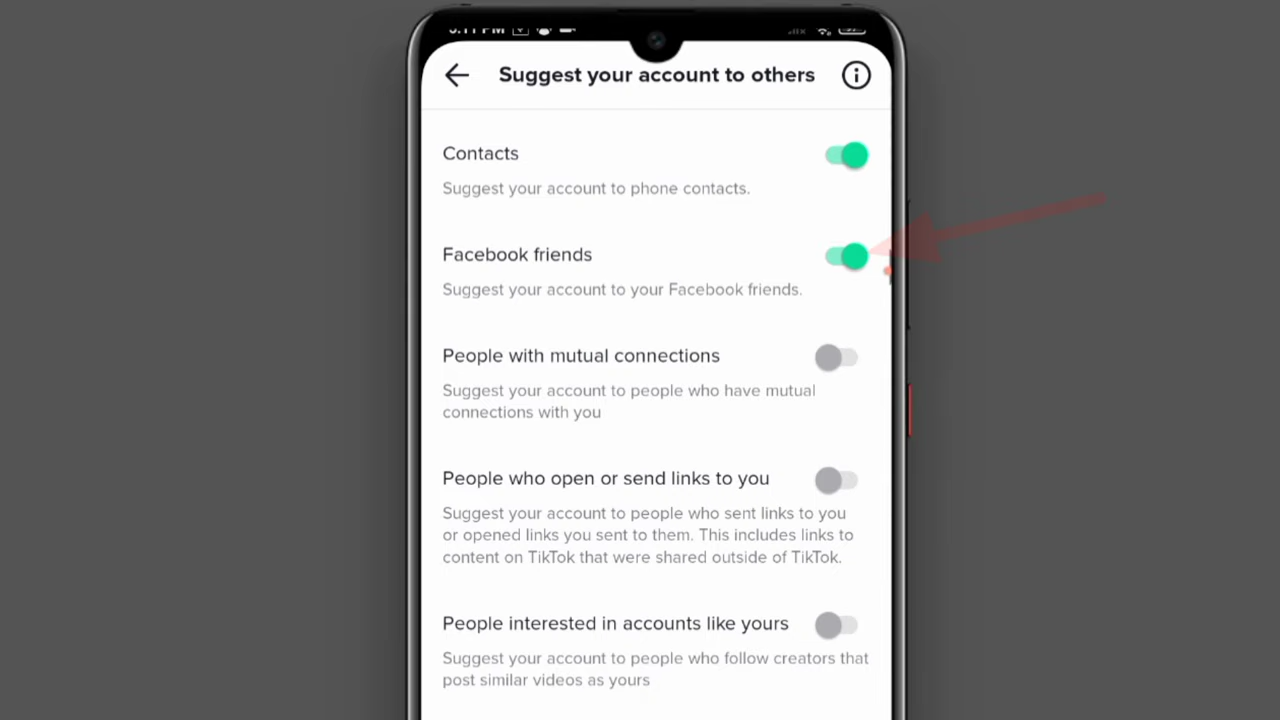 Suggest your account to others
Contacts
Suggest your account to phone contacts.
Facebook friends
Suggest your account to your Facebook friends.
People with mutual connections
Suggest your account to people who have mutual
connections with you
People who open or send links to you
Suggest your account to people who sent links to you
or opened links you sent to them. This includes links to
content on TikTok that were shared outside of TikTok.
People interested in accounts like yours
Suggest your account to people who follow creators that
post similar videos as yours